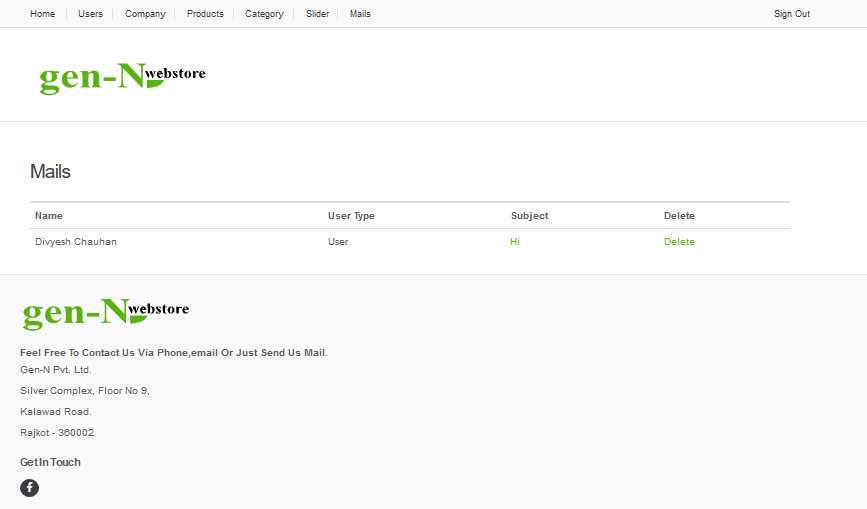 Home Users Company Products Category Slider Mails Sign Out
gen-N webstore
Mails
Name User Type Subject Delete
Divyesh Chauhan User Hi Delete
gen-N webstore
Feel Free To Contact Us Via Phone,email Or Just Send Us Mail.
Gen-N Pvt. Ltd.
Silver Complex, Floor No 9,
Kalawad Road.
Rajkot - 360002
Get In Touch
f